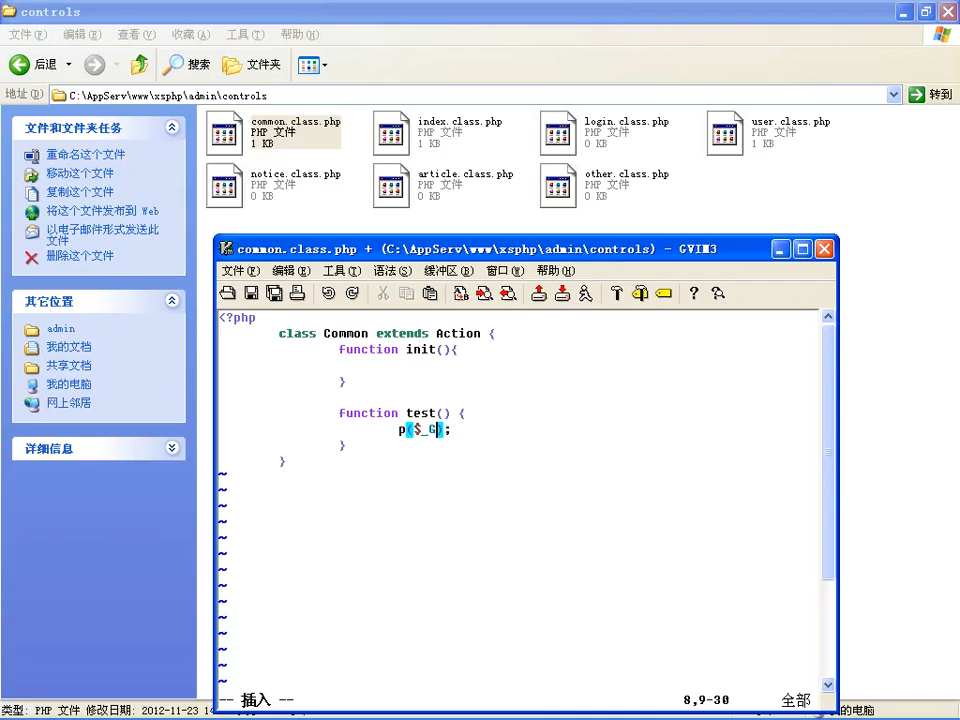 controls
文件(F) 编辑(E) 查看(V) 收藏(A) 工具(T) 帮助(H)
后退 搜索 文件夹
地址(D) C:\AppServ\www\xsphp\admin\controls 转到
文件和文件夹任务
重命名这个文件
移动这个文件
复制这个文件
将这个文件发布到 Web
以电子邮件形式发送此
文件
删除这个文件
其它位置
admin
我的文档
共享文档
我的电脑
网上邻居
详细信息
common.class.php
PHP 文件
1 KB
index.class.php
PHP 文件
1 KB
login.class.php
PHP 文件
0 KB
user.class.php
PHP 文件
1 KB
notice.class.php
PHP 文件
0 KB
article.class.php
PHP 文件
0 KB
other.class.php
PHP 文件
0 KB
common.class.php + (C:\AppServ\www\xsphp\admin\controls) - GVIM3
文件(F) 编辑(E) 工具(T) 语法(S) 缓冲区(B) 窗口(W) 帮助(H)
<?php
class Common extends Action {
function init(){
}
function test() {
p($_G);
}
}
~
~
~
~
~
~
~
~
~
~
~
~
~
~
-- 插入 -- 8,9-30 全部
类型: PHP 文件 修改日期: 2012-11-23 14 我的电脑